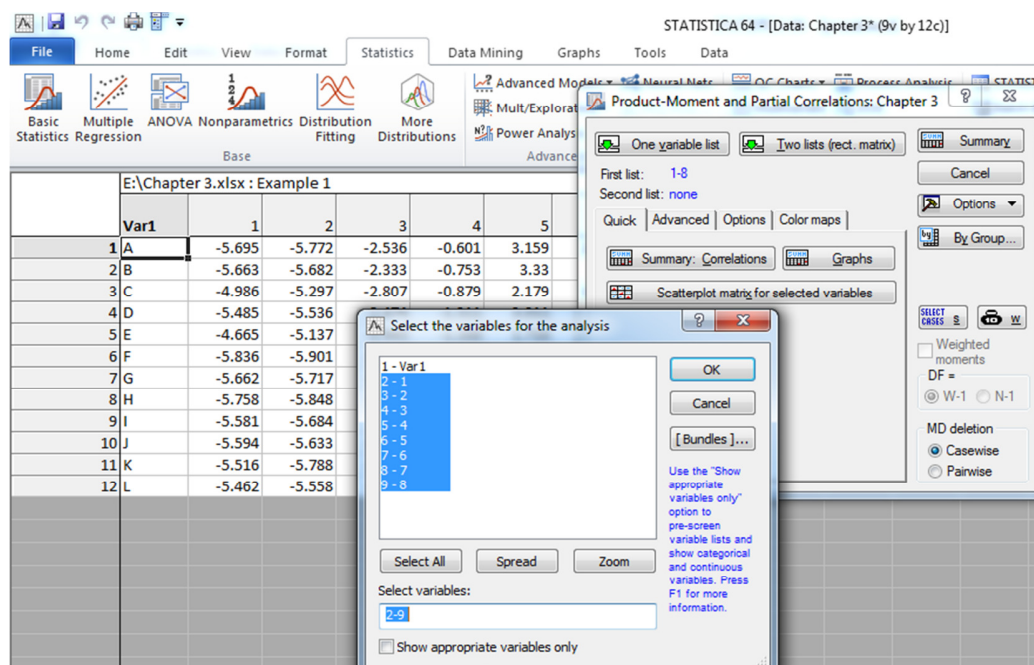 STATISTICA 64 - [Data: Chapter 3* (9v by 12c)]
File Home Edit View Format Statistics Data Mining Graphs Tools Data
Basic Statistics
Multiple Regression
ANOVA
Nonparametrics
Distribution Fitting
More Distributions
Base
Advanced Models
Neural Nets
QC Charts
Process Analysis
STATIST
Mult/Explorat
Power Analys
Advance
E:\Chapter 3.xlsx : Example 1
Var1 1 2 3 4 5
1 A -5.695 -5.772 -2.536 -0.601 3.159
2 B -5.663 -5.682 -2.333 -0.753 3.33
3 C -4.986 -5.297 -2.807 -0.879 2.179
4 D -5.485 -5.536
5 E -4.665 -5.137
6 F -5.836 -5.901
7 G -5.662 -5.717
8 H -5.758 -5.848
9 I -5.581 -5.684
10 J -5.594 -5.633
11 K -5.516 -5.788
12 L -5.462 -5.558
Product-Moment and Partial Correlations: Chapter 3
One variable list
Two lists (rect. matrix)
First list: 1-8
Second list: none
Quick Advanced Options Color maps
Summary: Correlations
Graphs
Scatterplot matrix for selected variables
Summary
Cancel
Options
By Group...
SELECT CASES S
W
Weighted moments
DF =
W-1 N-1
MD deletion
Casewise
Pairwise
Select the variables for the analysis
1 - Var1
2 - 1
3 - 2
4 - 3
5 - 4
6 - 5
7 - 6
8 - 7
9 - 8
OK
Cancel
[ Bundles ]...
Use the "Show
appropriate
variables only"
option to
pre-screen
variable lists and
show categorical
and continuous
variables. Press
F1 for more
information.
Select All
Spread
Zoom
Select variables:
2-9
Show appropriate variables only